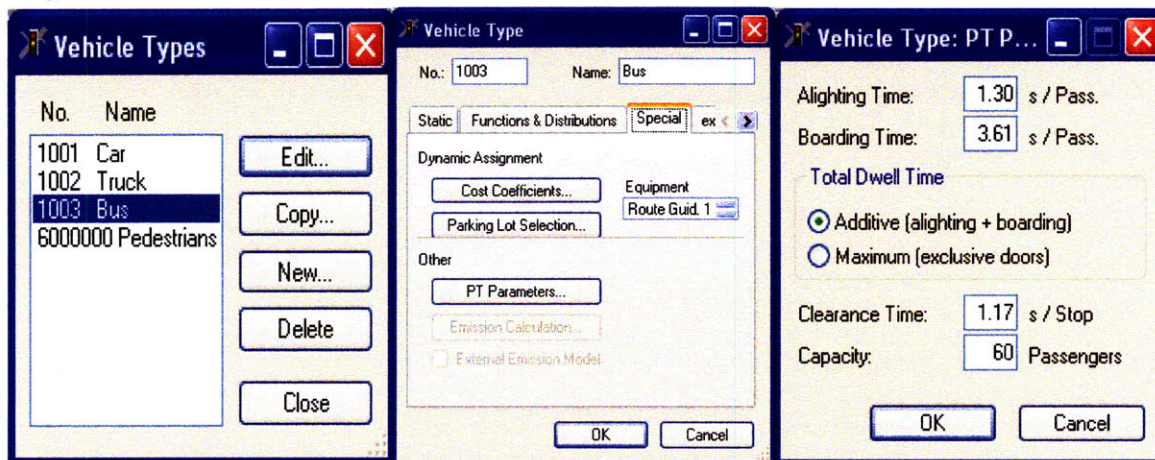 Vehicle Types
No. Name
1001 Car
1002 Truck
1003 Bus
6000000 Pedestrians
Edit...
Copy...
New...
Delete
Close
Vehicle Type
No.: 1003 Name: Bus
Static Functions & Distributions Special ex
Dynamic Assignment
Cost Coefficients...
Parking Lot Selection...
Equipment
Route Guid. 1
Other
PT Parameters...
Emission Calculation...
External Emission Model
OK Cancel
Vehicle Type: PT P...
Alighting Time: 1.30 s / Pass.
Boarding Time: 3.61 s / Pass.
Total Dwell Time
Additive (alighting + boarding)
Maximum (exclusive doors)
Clearance Time: 1.17 s / Stop
Capacity: 60 Passengers
OK Cancel